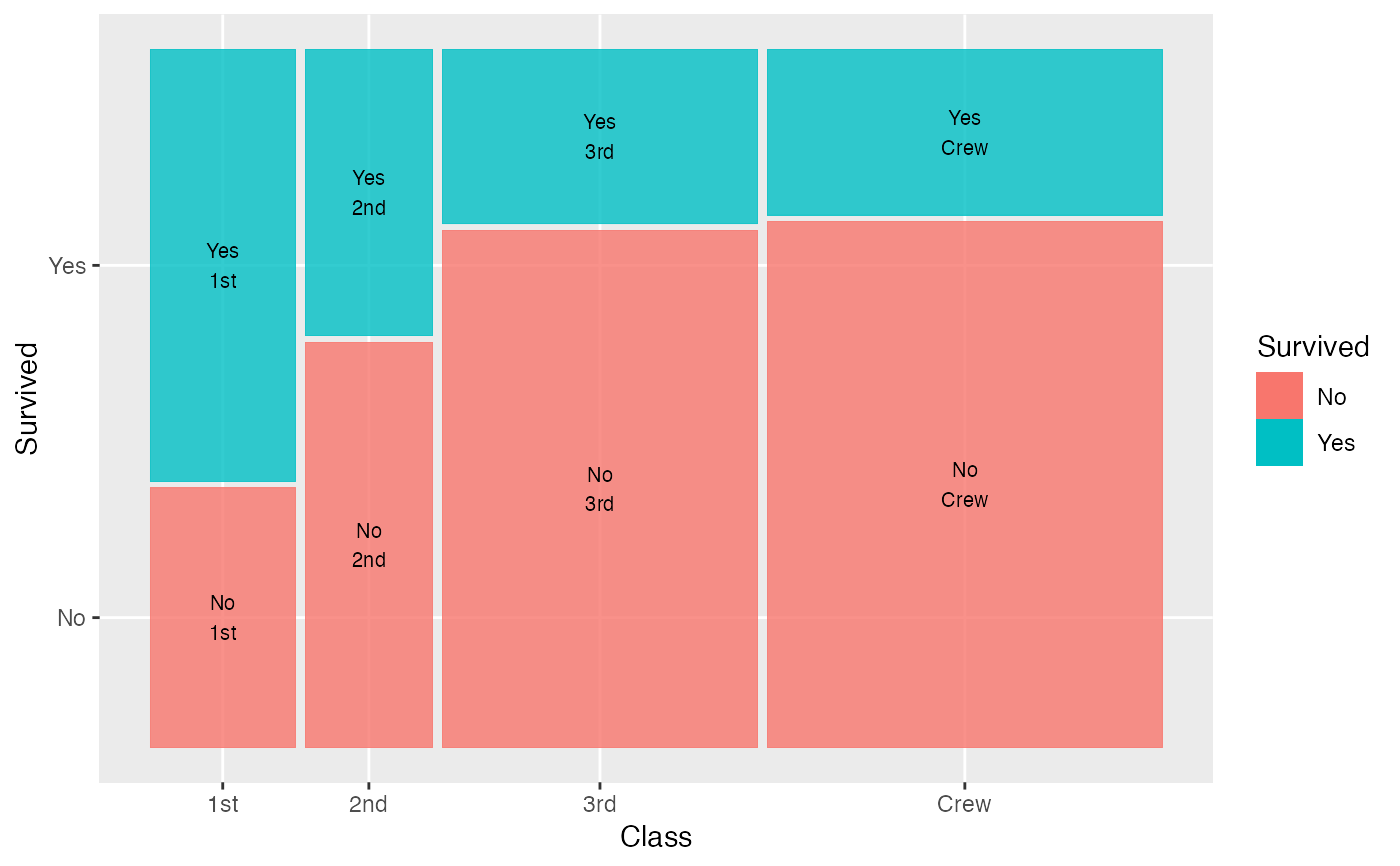 Yes
3rd
Yes
Crew
Yes
2nd
Yes
1st
No
3rd
No
Crew
No
2nd
No
1st
Yes
No
Survived
1st
2nd
3rd
Crew
Class
Survived
No
Yes